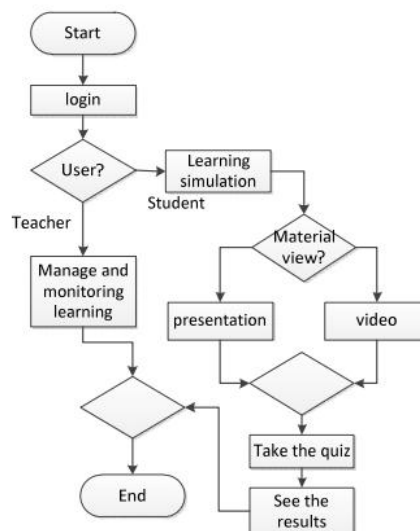 Start
login
User?
Learning
simulation
Student
Teacher
Material
view?
Manage and
monitoring
learning
presentation
video
Take the quiz
End
See the
results